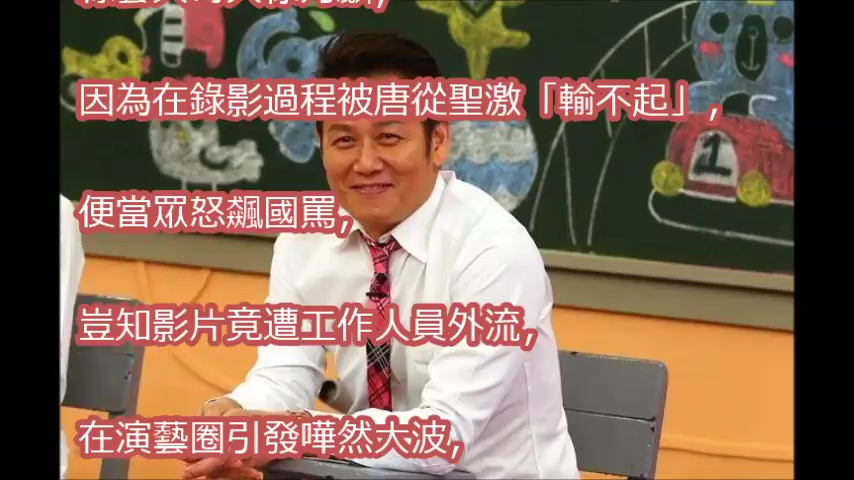 因為在錄影過程被唐從聖激「輸不起」,
便當眾怒飆國罵,
豈知影片竟遭工作人員外流,
在演藝圈引發嘩然大波,
1